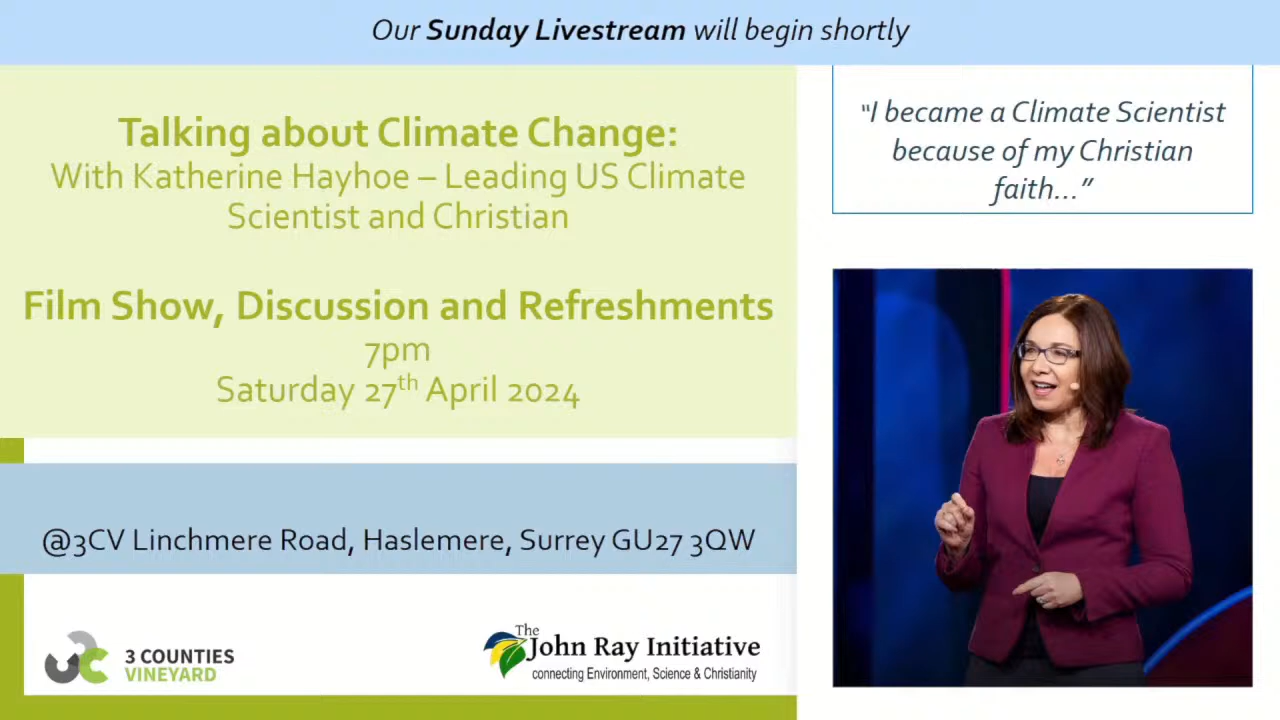 Our Sunday Livestream will begin shortly
Talking about Climate Change:
With Katherine Hayhoe – Leading US Climate
Scientist and Christian
Film Show, Discussion and Refreshments
7pm
Saturday 27th April 2024
@3CV Linchmere Road, Haslemere, Surrey GU27 3QW
3 COUNTIES
VINEYARD
The
John Ray Initiative
connecting Environment, Science & Christianity
“I became a Climate Scientist
because of my Christian
faith…”